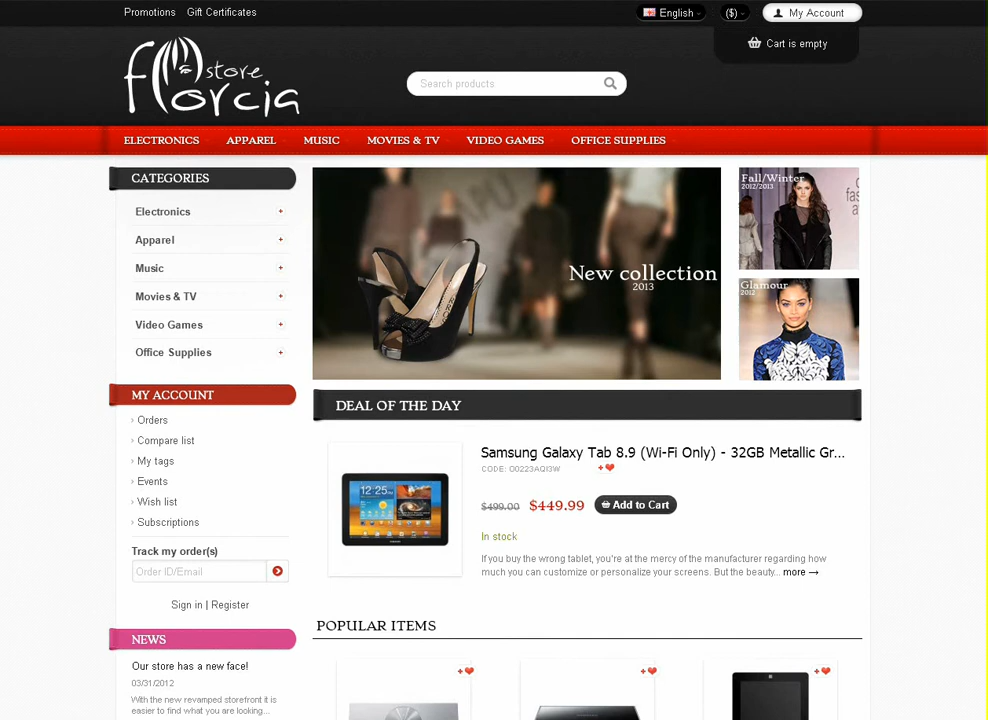 Promotions Gift Certificates
English ($) My Account
Cart is empty
florcia store
Search products
ELECTRONICS APPAREL MUSIC MOVIES & TV VIDEO GAMES OFFICE SUPPLIES
CATEGORIES
Electronics
Apparel
Music
Movies & TV
Video Games
Office Supplies
MY ACCOUNT
Orders
Compare list
My tags
Events
Wish list
Subscriptions
Track my order(s)
Order ID/Email
Sign in | Register
NEWS
Our store has a new face!
03/31/2012
With the new revamped storefront it is
easier to find what you are looking...
New collection
2013
Fall/Winter
2012/2013
Glamour
2012
DEAL OF THE DAY
Samsung Galaxy Tab 8.9 (Wi-Fi Only) - 32GB Metallic Gr...
CODE: O0223AQI3W
$499.00 $449.99 Add to Cart
In stock
If you buy the wrong tablet, you're at the mercy of the manufacturer regarding how
much you can customize or personalize your screens. But the beauty... more →
POPULAR ITEMS